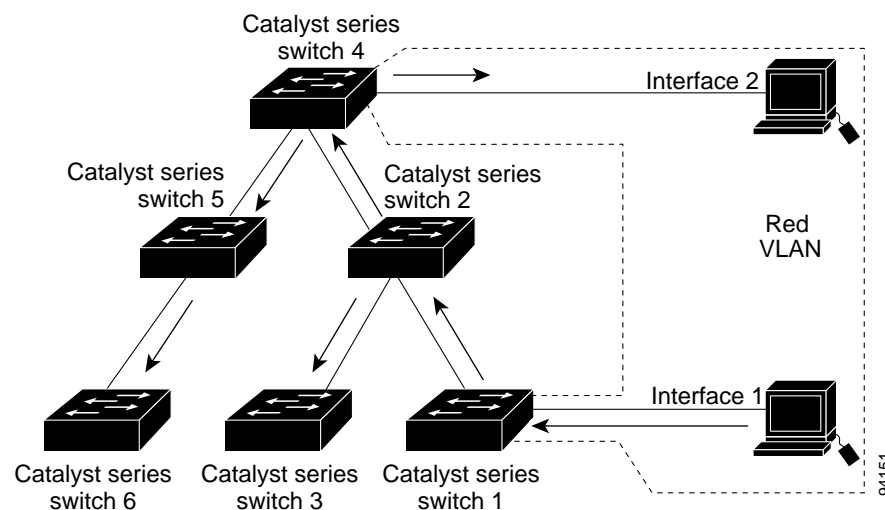 Catalyst series
switch 4
Interface 2
Catalyst series
switch 5
Catalyst series
switch 2
Red
VLAN
Interface 1
Catalyst series
switch 6
Catalyst series
switch 3
Catalyst series
switch 1
94151